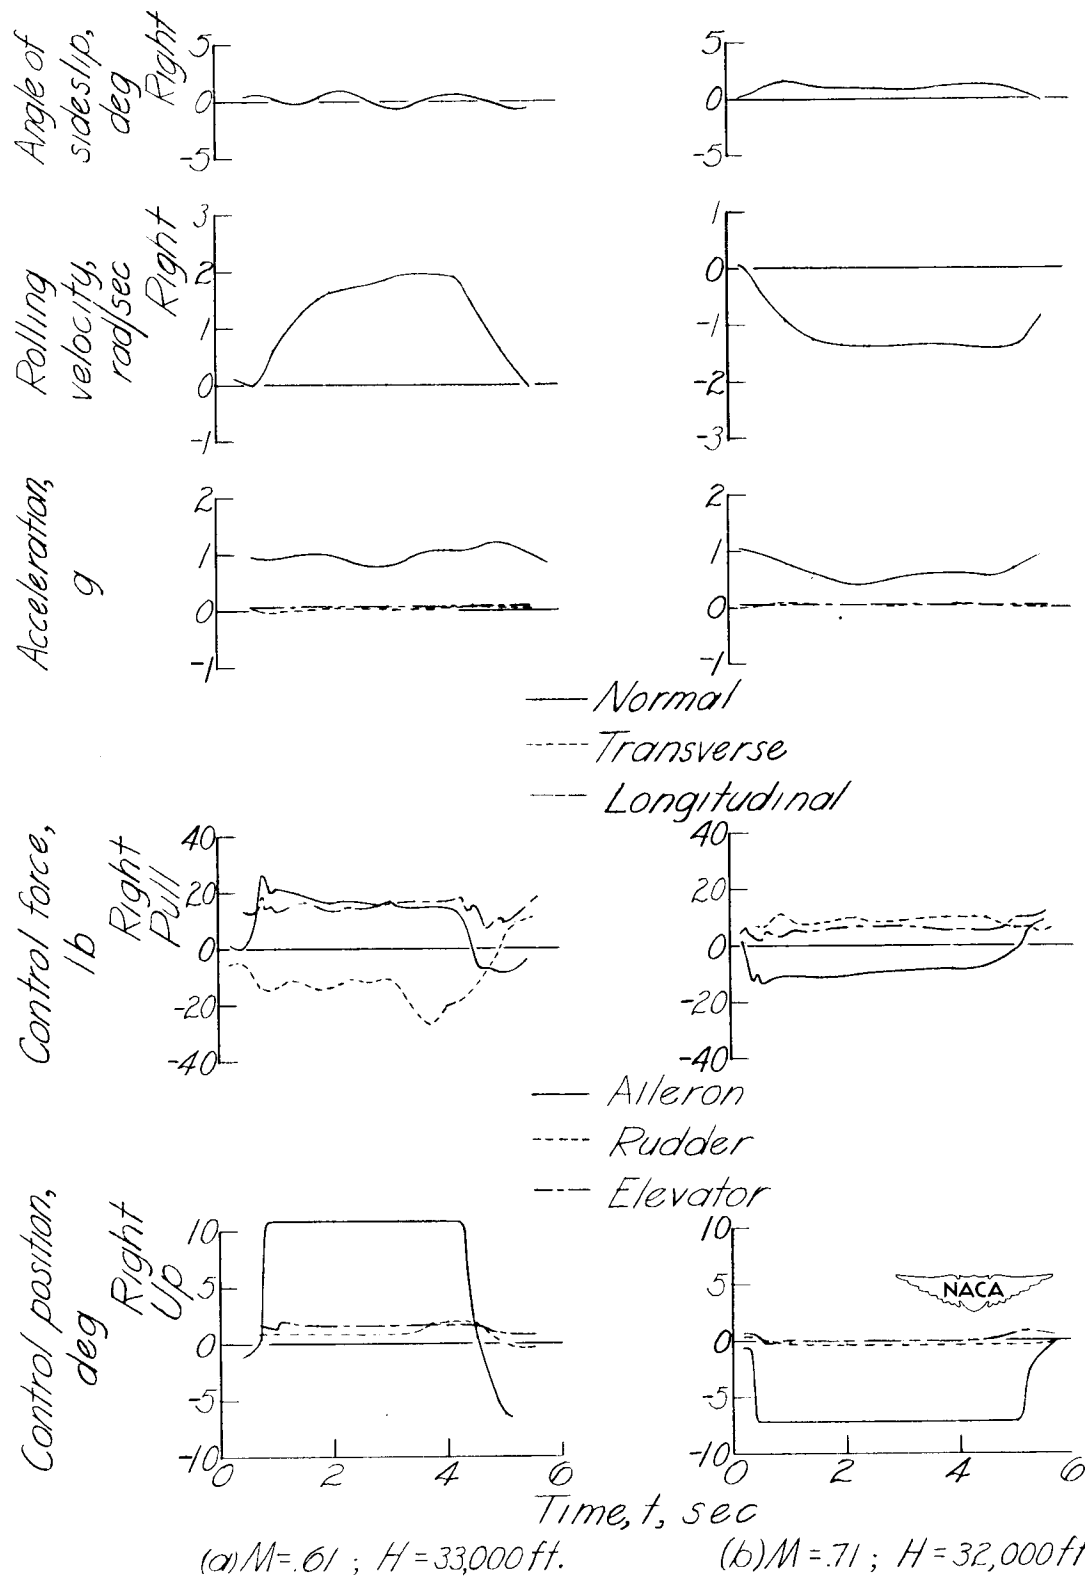 Angle of
sideslip,
deg
Right
5
0
-5
5
0
-5
Rolling
velocity,
rad/sec
Right
3
2
1
0
-1
1
0
-1
-2
-3
Acceleration,
g
2
1
0
-1
2
1
0
-1
Normal
Transverse
Longitudinal
Control force,
lb
Right
Pull
40
20
0
-20
-40
40
20
0
-20
-40
Aileron
Rudder
Elevator
Control position,
deg
Right
Up
10
5
0
-5
-10
10
5
0
-5
-10
NACA
0 2 4 6
0 2 4 6
Time, t, sec
(a) M=.61 ; H=33,000 ft.
(b) M=.71 ; H=32,000 ft